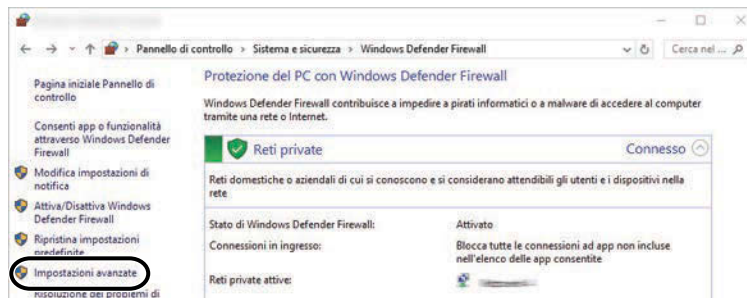 Pannello di controllo > Sistema e sicurezza > Windows Defender Firewall
Cerca nel ...
Pagina iniziale Pannello di
controllo
Consenti app o funzionalità
attraverso Windows Defender
Firewall
Modifica impostazioni di
notifica
Attiva/Disattiva Windows
Defender Firewall
Ripristina impostazioni
predefinite
Impostazioni avanzate
Risoluzione dei problemi di
Protezione del PC con Windows Defender Firewall
Windows Defender Firewall contribuisce a impedire a pirati informatici o a malware di accedere al computer
tramite una rete o Internet.
Reti private
Connesso
Reti domestiche o aziendali di cui si conoscono e si considerano attendibili gli utenti e i dispositivi nella
rete
Stato di Windows Defender Firewall:
Attivato
Connessioni in ingresso:
Blocca tutte le connessioni ad app non incluse
nell'elenco delle app consentite
Reti private attive: